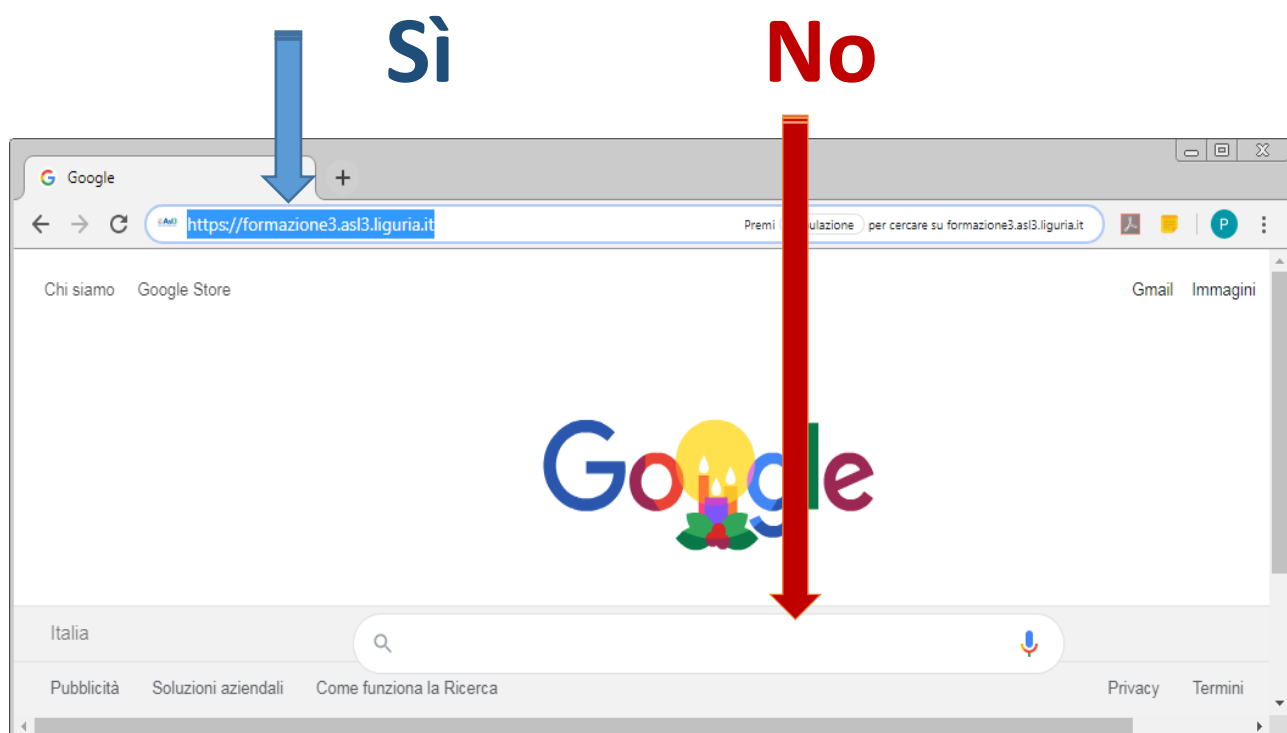 Sì No
Google
https://formazione3.asl3.liguria.it Premi per cercare su formazione3.asl3.liguria.it P
Chi siamo Google Store Gmail Immagini
Google
Italia
Pubblicità Soluzioni aziendali Come funziona la Ricerca Privacy Termini